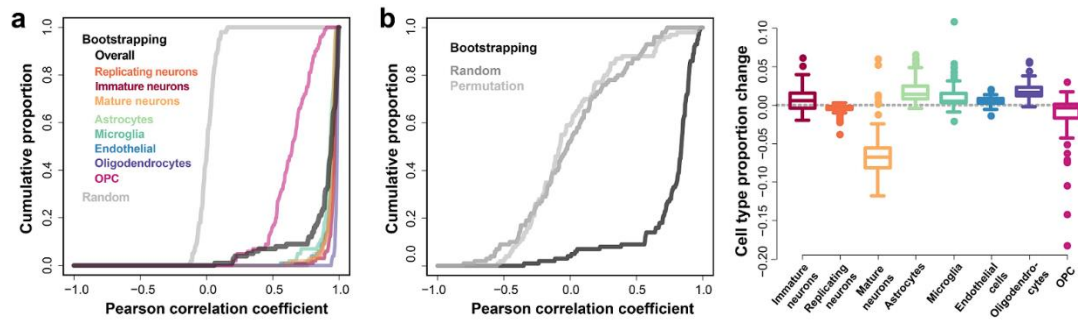 a
Cumulative proportion
1.0
0.8
0.6
0.4
0.2
0.0
Bootstrapping
Overall
Replicating neurons
Immature neurons
Mature neurons
Astrocytes
Microglia
Endothelial
Oligodendrocytes
OPC
Random
−1.0 −0.5 0.0 0.5 1.0
Pearson correlation coefficient
b
Cumulative proportion
1.0
0.8
0.6
0.4
0.2
0.0
Bootstrapping
Random
Permutation
−1.0 −0.5 0.0 0.5 1.0
Pearson correlation coefficient
Cell type proportion change
0.10
0.05
0.00
−0.05
−0.10
−0.15
−0.20
Immature
neurons
Replicating
neurons
Mature
neurons
Astrocytes
Microglia
Endothelial
cells
Oligodendro-
cytes
OPC